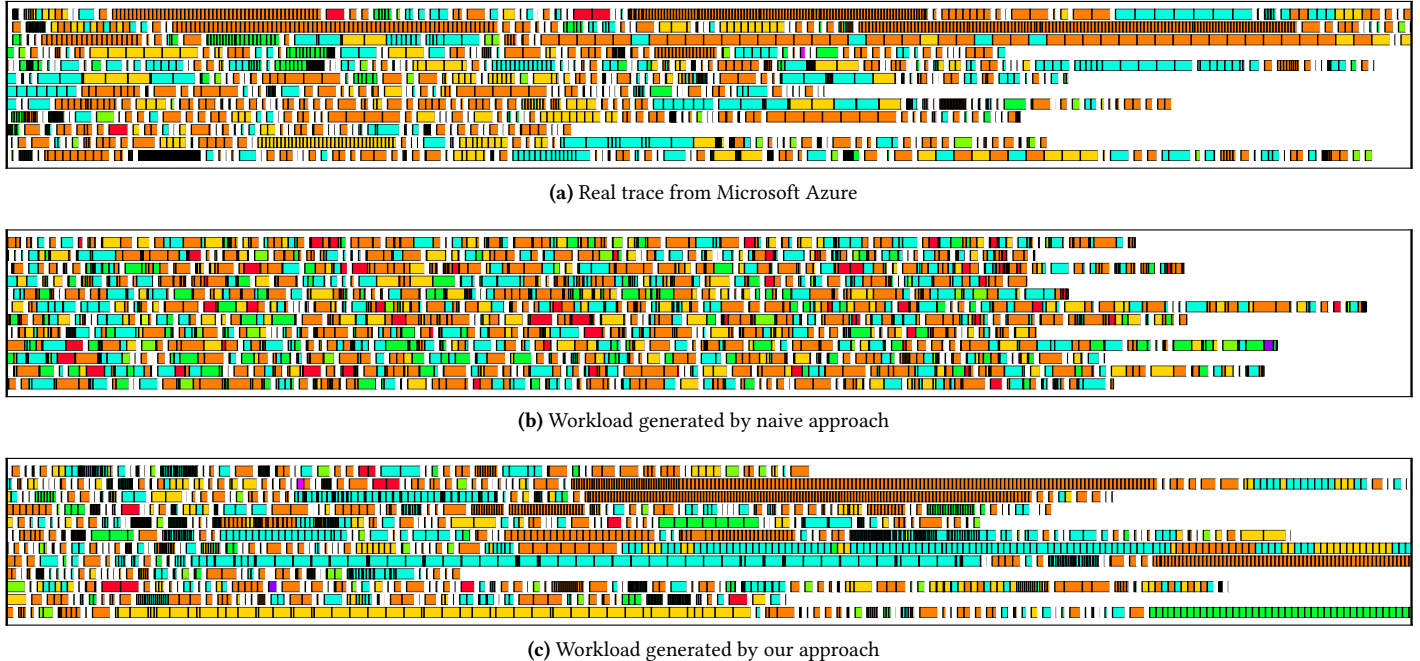 (a) Real trace from Microsoft Azure
(b) Workload generated by naive approach
(c) Workload generated by our approach